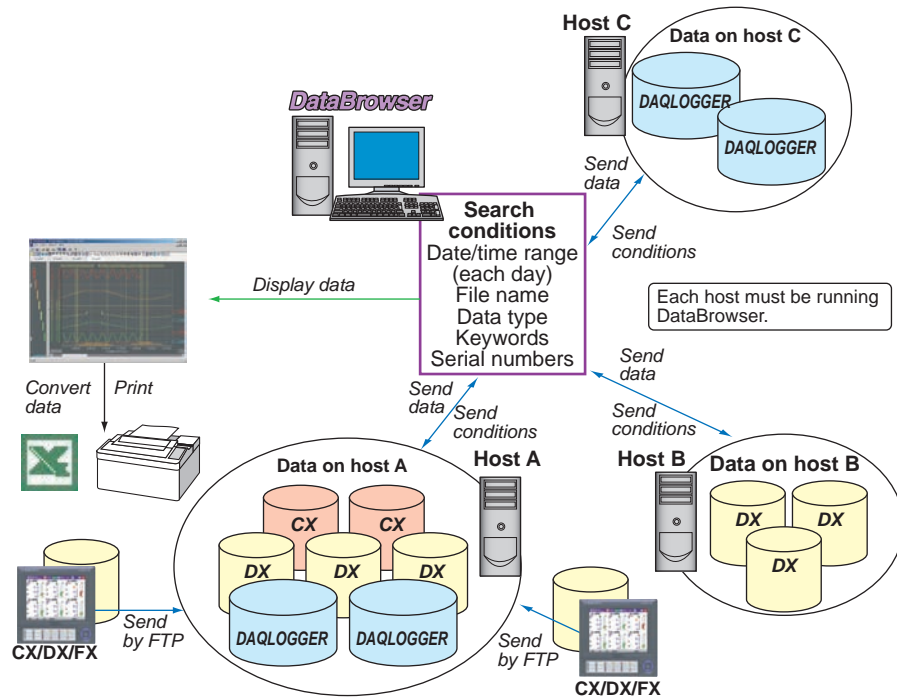 Host C
Data on host C
DAQLOGGER
DAQLOGGER
DataBrowser
Send
data
Send
conditions
Search
conditions
Date/time range
(each day)
File name
Data type
Keywords
Serial numbers
Display data
Each host must be running
DataBrowser.
Convert
data
Print
Send
data
Send
conditions
Send data
Send
conditions
Data on host A
Host A
CX
CX
DX
DX
DX
DAQLOGGER
DAQLOGGER
Host B
Data on host B
DX
DX
DX
Send
by FTP
CX/DX/FX
Send
by FTP
CX/DX/FX